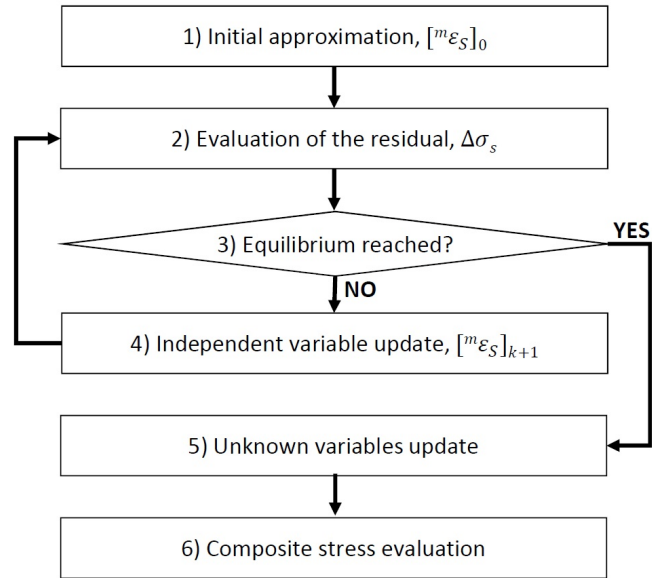 1) Initial approximation, [ᵐε_S]₀
2) Evaluation of the residual, Δσ_s
3) Equilibrium reached?
YES
NO
4) Independent variable update, [ᵐε_S]ₖ₊₁
5) Unknown variables update
6) Composite stress evaluation